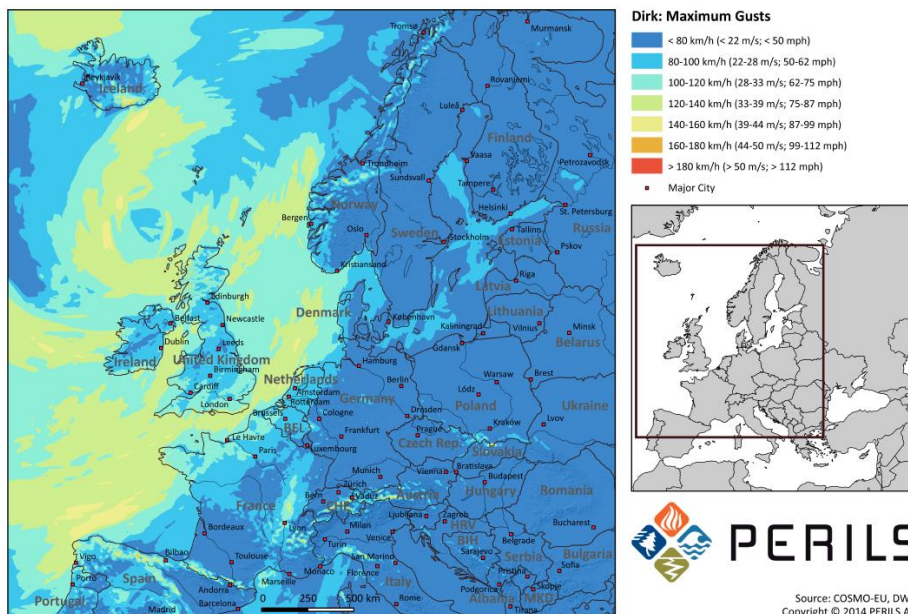 Dirk: Maximum Gusts
< 80 km/h (< 22 m/s; < 50 mph)
80-100 km/h (22-28 m/s; 50-62 mph)
100-120 km/h (28-33 m/s; 62-75 mph)
120-140 km/h (33-39 m/s; 75-87 mph)
140-160 km/h (39-44 m/s; 87-99 mph)
160-180 km/h (44-50 m/s; 99-112 mph)
> 180 km/h (> 50 m/s; > 112 mph)
Major City
Tromsø
Murmansk
Reykjavik
Iceland
Rovaniemi
Luleå
Finland
Trondheim
Vaasa
Sundsvall
Petrozavodsk
Tampere
Norway
Helsinki
St. Petersburg
Bergen
Oslo
Sweden
Stockholm
Tallinn
Estonia
Russia
Pskov
Kristiansand
Riga
Latvia
Edinburgh
Denmark
København
Lithuania
Belfast
Newcastle
Kaliningrad
Vilnius
Minsk
Dublin
Leeds
Gdansk
Belarus
Ireland
United Kingdom
Hamburg
Birmingham
Netherlands
Warsaw
Brest
Cardiff
Amsterdam
Berlin
London
Rotterdam
Germany
Lódz
Poland
Ukraine
Brussels
Cologne
Dresden
BEL
Le Havre
Frankfurt
Prague
Kraków
Lvov
Paris
Luxembourg
Czech Rep.
Slovakia
Munich
Vienna
Bratislava
Budapest
Zürich
Bern
Vaduz
Austria
Hungary
Romania
France
CHE
Lyon
Ljubljana
Zagreb
Bordeaux
Milan
HRV
Bucharest
Turin
Venice
Belgrade
BIH
Vigo
Bilbao
Toulouse
San Marino
Sarajevo
Serbia
Bulgaria
Monaco
Florence
Porto
Spain
Marseille
Italy
Pristina
Sofia
Andorra
Podgorica
Skopje
Portugal
Madrid
Barcelona
Rome
Albania
MKD
Tirana
0 500 km
PERILS
Source: COSMO-EU, DW
Copyright © 2014 PERILS